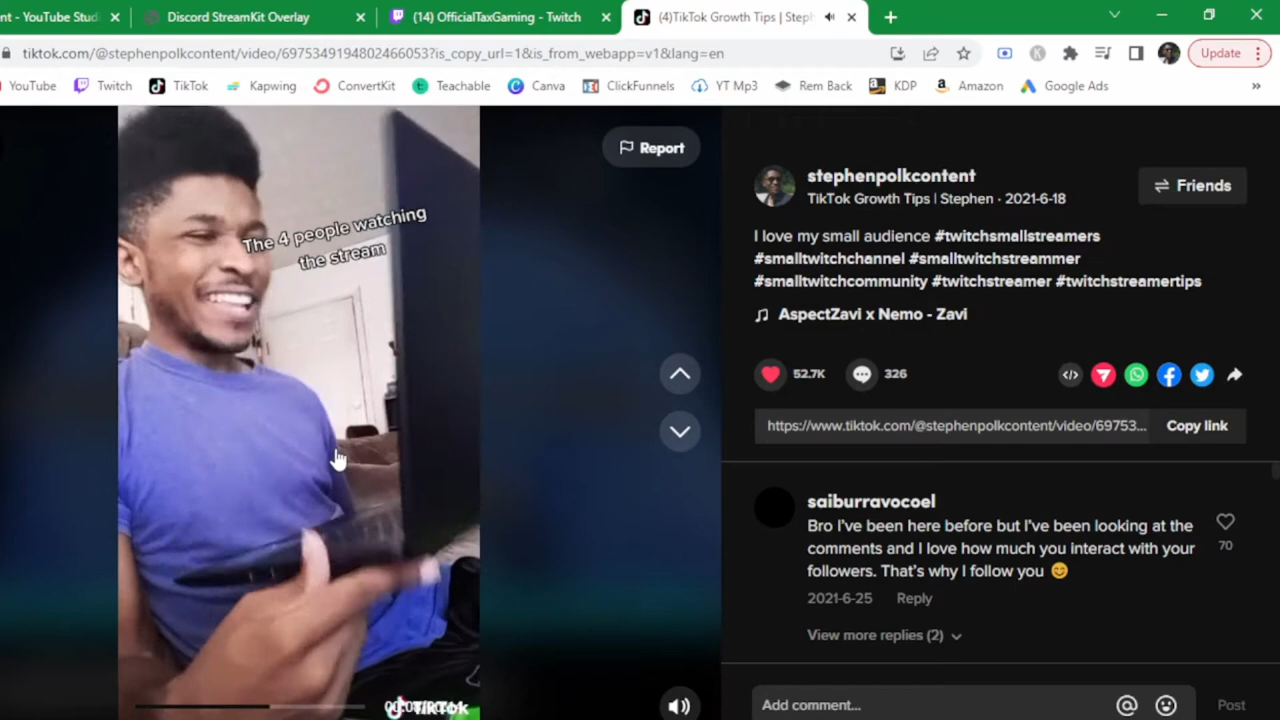 nt - YouTube Studi
Discord StreamKit Overlay
(14) OfficialTaxGaming - Twitch
(4)TikTok Growth Tips | Steph
tiktok.com/@stephenpolkcontent/video/6975349194802466053?is_copy_url=1&is_from_webapp=v1&lang=en
Update
YouTube
Twitch
TikTok
Kapwing
ConvertKit
Teachable
Canva
ClickFunnels
YT Mp3
Rem Back
KDP
Amazon
Google Ads
Report
The 4 people watching
the stream
TikTok
stephenpolkcontent
TikTok Growth Tips | Stephen · 2021-6-18
Friends
I love my small audience #twitchsmallstreamers
#smalltwitchchannel #smalltwitchstreammer
#smalltwitchcommunity #twitchstreamer #twitchstreamertips
AspectZavi x Nemo - Zavi
52.7K
326
https://www.tiktok.com/@stephenpolkcontent/video/69753...
Copy link
saiburravocoel
Bro I've been here before but I've been looking at the
comments and I love how much you interact with your
followers. That's why I follow you 😊
70
2021-6-25
Reply
View more replies (2)
Add comment...
Post